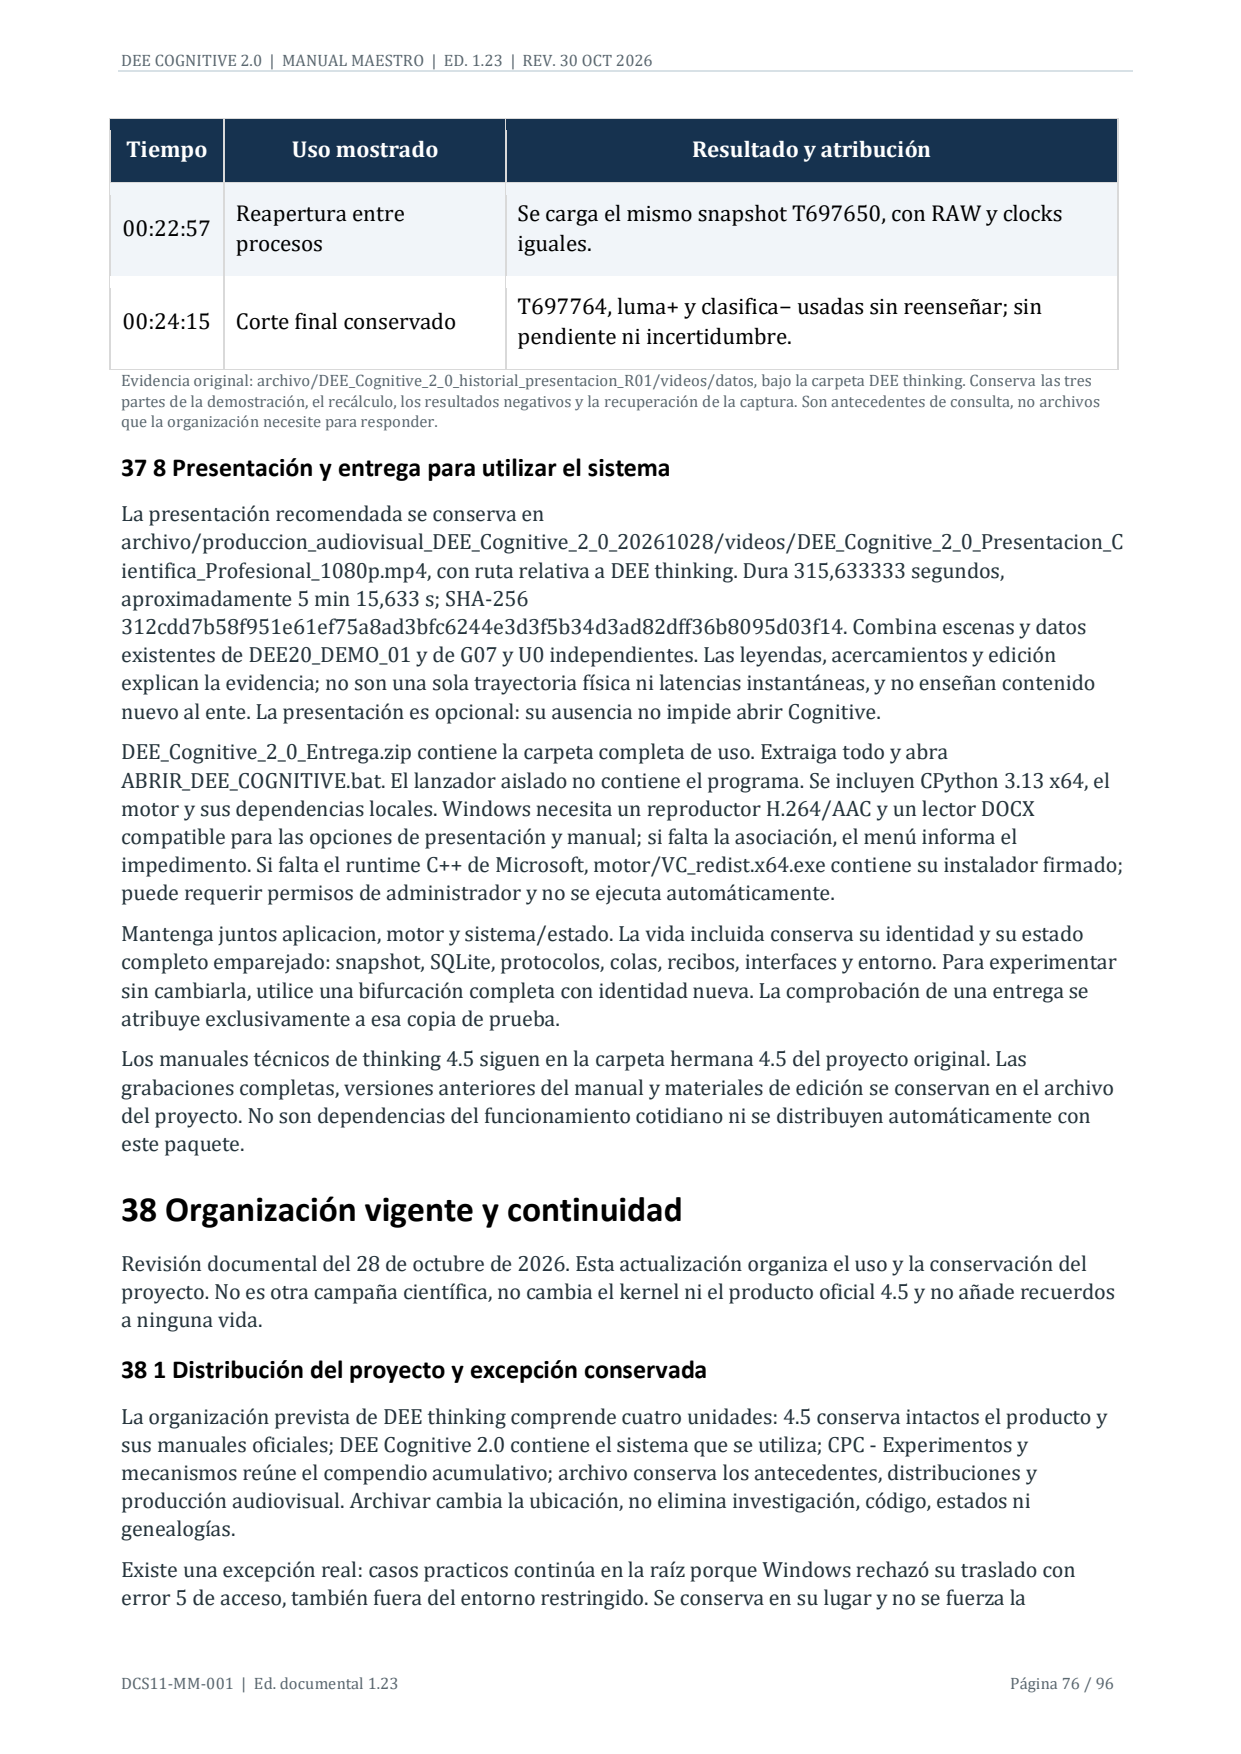 DEE COGNITIVE 2.0 | MANUAL MAESTRO | ED. 1.23 | REV. 30 OCT 2026
Tiempo Uso mostrado Resultado y atribución
00:22:57 Reapertura entre procesos Se carga el mismo snapshot T697650, con RAW y clocks iguales.
00:24:15 Corte final conservado T697764, luma+ y clasifica– usadas sin reenseñar; sin pendiente ni incertidumbre.
Evidencia original: archivo/DEE_Cognitive_2_0_historial_presentacion_R01/videos/datos, bajo la carpeta DEE thinking. Conserva las tres
partes de la demostración, el recálculo, los resultados negativos y la recuperación de la captura. Son antecedentes de consulta, no archivos
que la organización necesite para responder.
37 8 Presentación y entrega para utilizar el sistema
La presentación recomendada se conserva en
archivo/produccion_audiovisual_DEE_Cognitive_2_0_20261028/videos/DEE_Cognitive_2_0_Presentacion_C
ientifica_Profesional_1080p.mp4, con ruta relativa a DEE thinking. Dura 315,633333 segundos,
aproximadamente 5 min 15,633 s; SHA-256
312cdd7b58f951e61ef75a8ad3bfc6244e3d3f5b34d3ad82dff36b8095d03f14. Combina escenas y datos
existentes de DEE20_DEMO_01 y de G07 y U0 independientes. Las leyendas, acercamientos y edición
explican la evidencia; no son una sola trayectoria física ni latencias instantáneas, y no enseñan contenido
nuevo al ente. La presentación es opcional: su ausencia no impide abrir Cognitive.
DEE_Cognitive_2_0_Entrega.zip contiene la carpeta completa de uso. Extraiga todo y abra
ABRIR_DEE_COGNITIVE.bat. El lanzador aislado no contiene el programa. Se incluyen CPython 3.13 x64, el
motor y sus dependencias locales. Windows necesita un reproductor H.264/AAC y un lector DOCX
compatible para las opciones de presentación y manual; si falta la asociación, el menú informa el
impedimento. Si falta el runtime C++ de Microsoft, motor/VC_redist.x64.exe contiene su instalador firmado;
puede requerir permisos de administrador y no se ejecuta automáticamente.
Mantenga juntos aplicacion, motor y sistema/estado. La vida incluida conserva su identidad y su estado
completo emparejado: snapshot, SQLite, protocolos, colas, recibos, interfaces y entorno. Para experimentar
sin cambiarla, utilice una bifurcación completa con identidad nueva. La comprobación de una entrega se
atribuye exclusivamente a esa copia de prueba.
Los manuales técnicos de thinking 4.5 siguen en la carpeta hermana 4.5 del proyecto original. Las
grabaciones completas, versiones anteriores del manual y materiales de edición se conservan en el archivo
del proyecto. No son dependencias del funcionamiento cotidiano ni se distribuyen automáticamente con
este paquete.
38 Organización vigente y continuidad
Revisión documental del 28 de octubre de 2026. Esta actualización organiza el uso y la conservación del
proyecto. No es otra campaña científica, no cambia el kernel ni el producto oficial 4.5 y no añade recuerdos
a ninguna vida.
38 1 Distribución del proyecto y excepción conservada
La organización prevista de DEE thinking comprende cuatro unidades: 4.5 conserva intactos el producto y
sus manuales oficiales; DEE Cognitive 2.0 contiene el sistema que se utiliza; CPC - Experimentos y
mecanismos reúne el compendio acumulativo; archivo conserva los antecedentes, distribuciones y
producción audiovisual. Archivar cambia la ubicación, no elimina investigación, código, estados ni
genealogías.
Existe una excepción real: casos practicos continúa en la raíz porque Windows rechazó su traslado con
error 5 de acceso, también fuera del entorno restringido. Se conserva en su lugar y no se fuerza la
DCS11-MM-001 | Ed. documental 1.23
Página 76 / 96